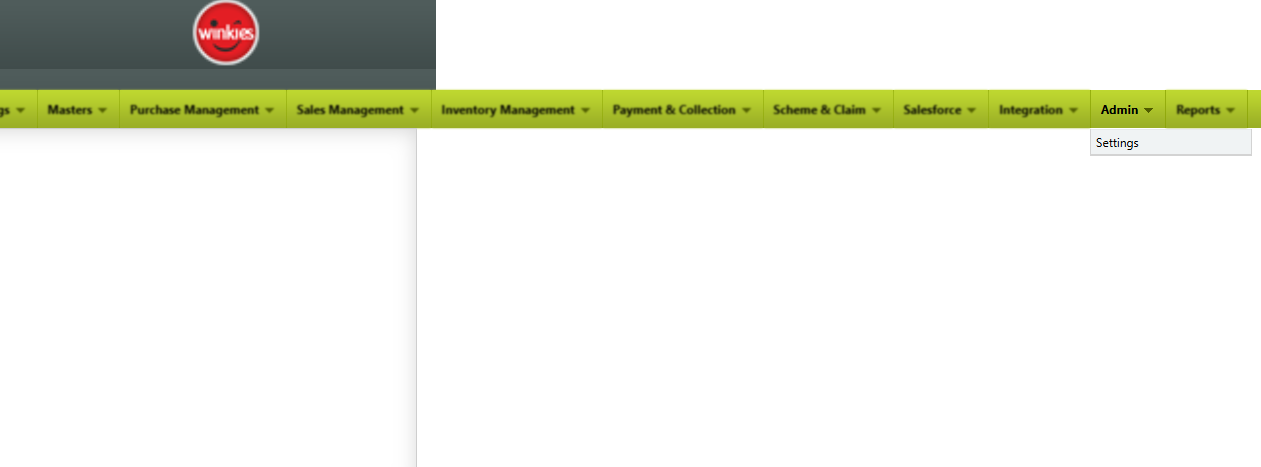 winkies
gs Masters Purchase Management Sales Management Inventory Management Payment & Collection Scheme & Claim Salesforce Integration Admin Reports
Settings